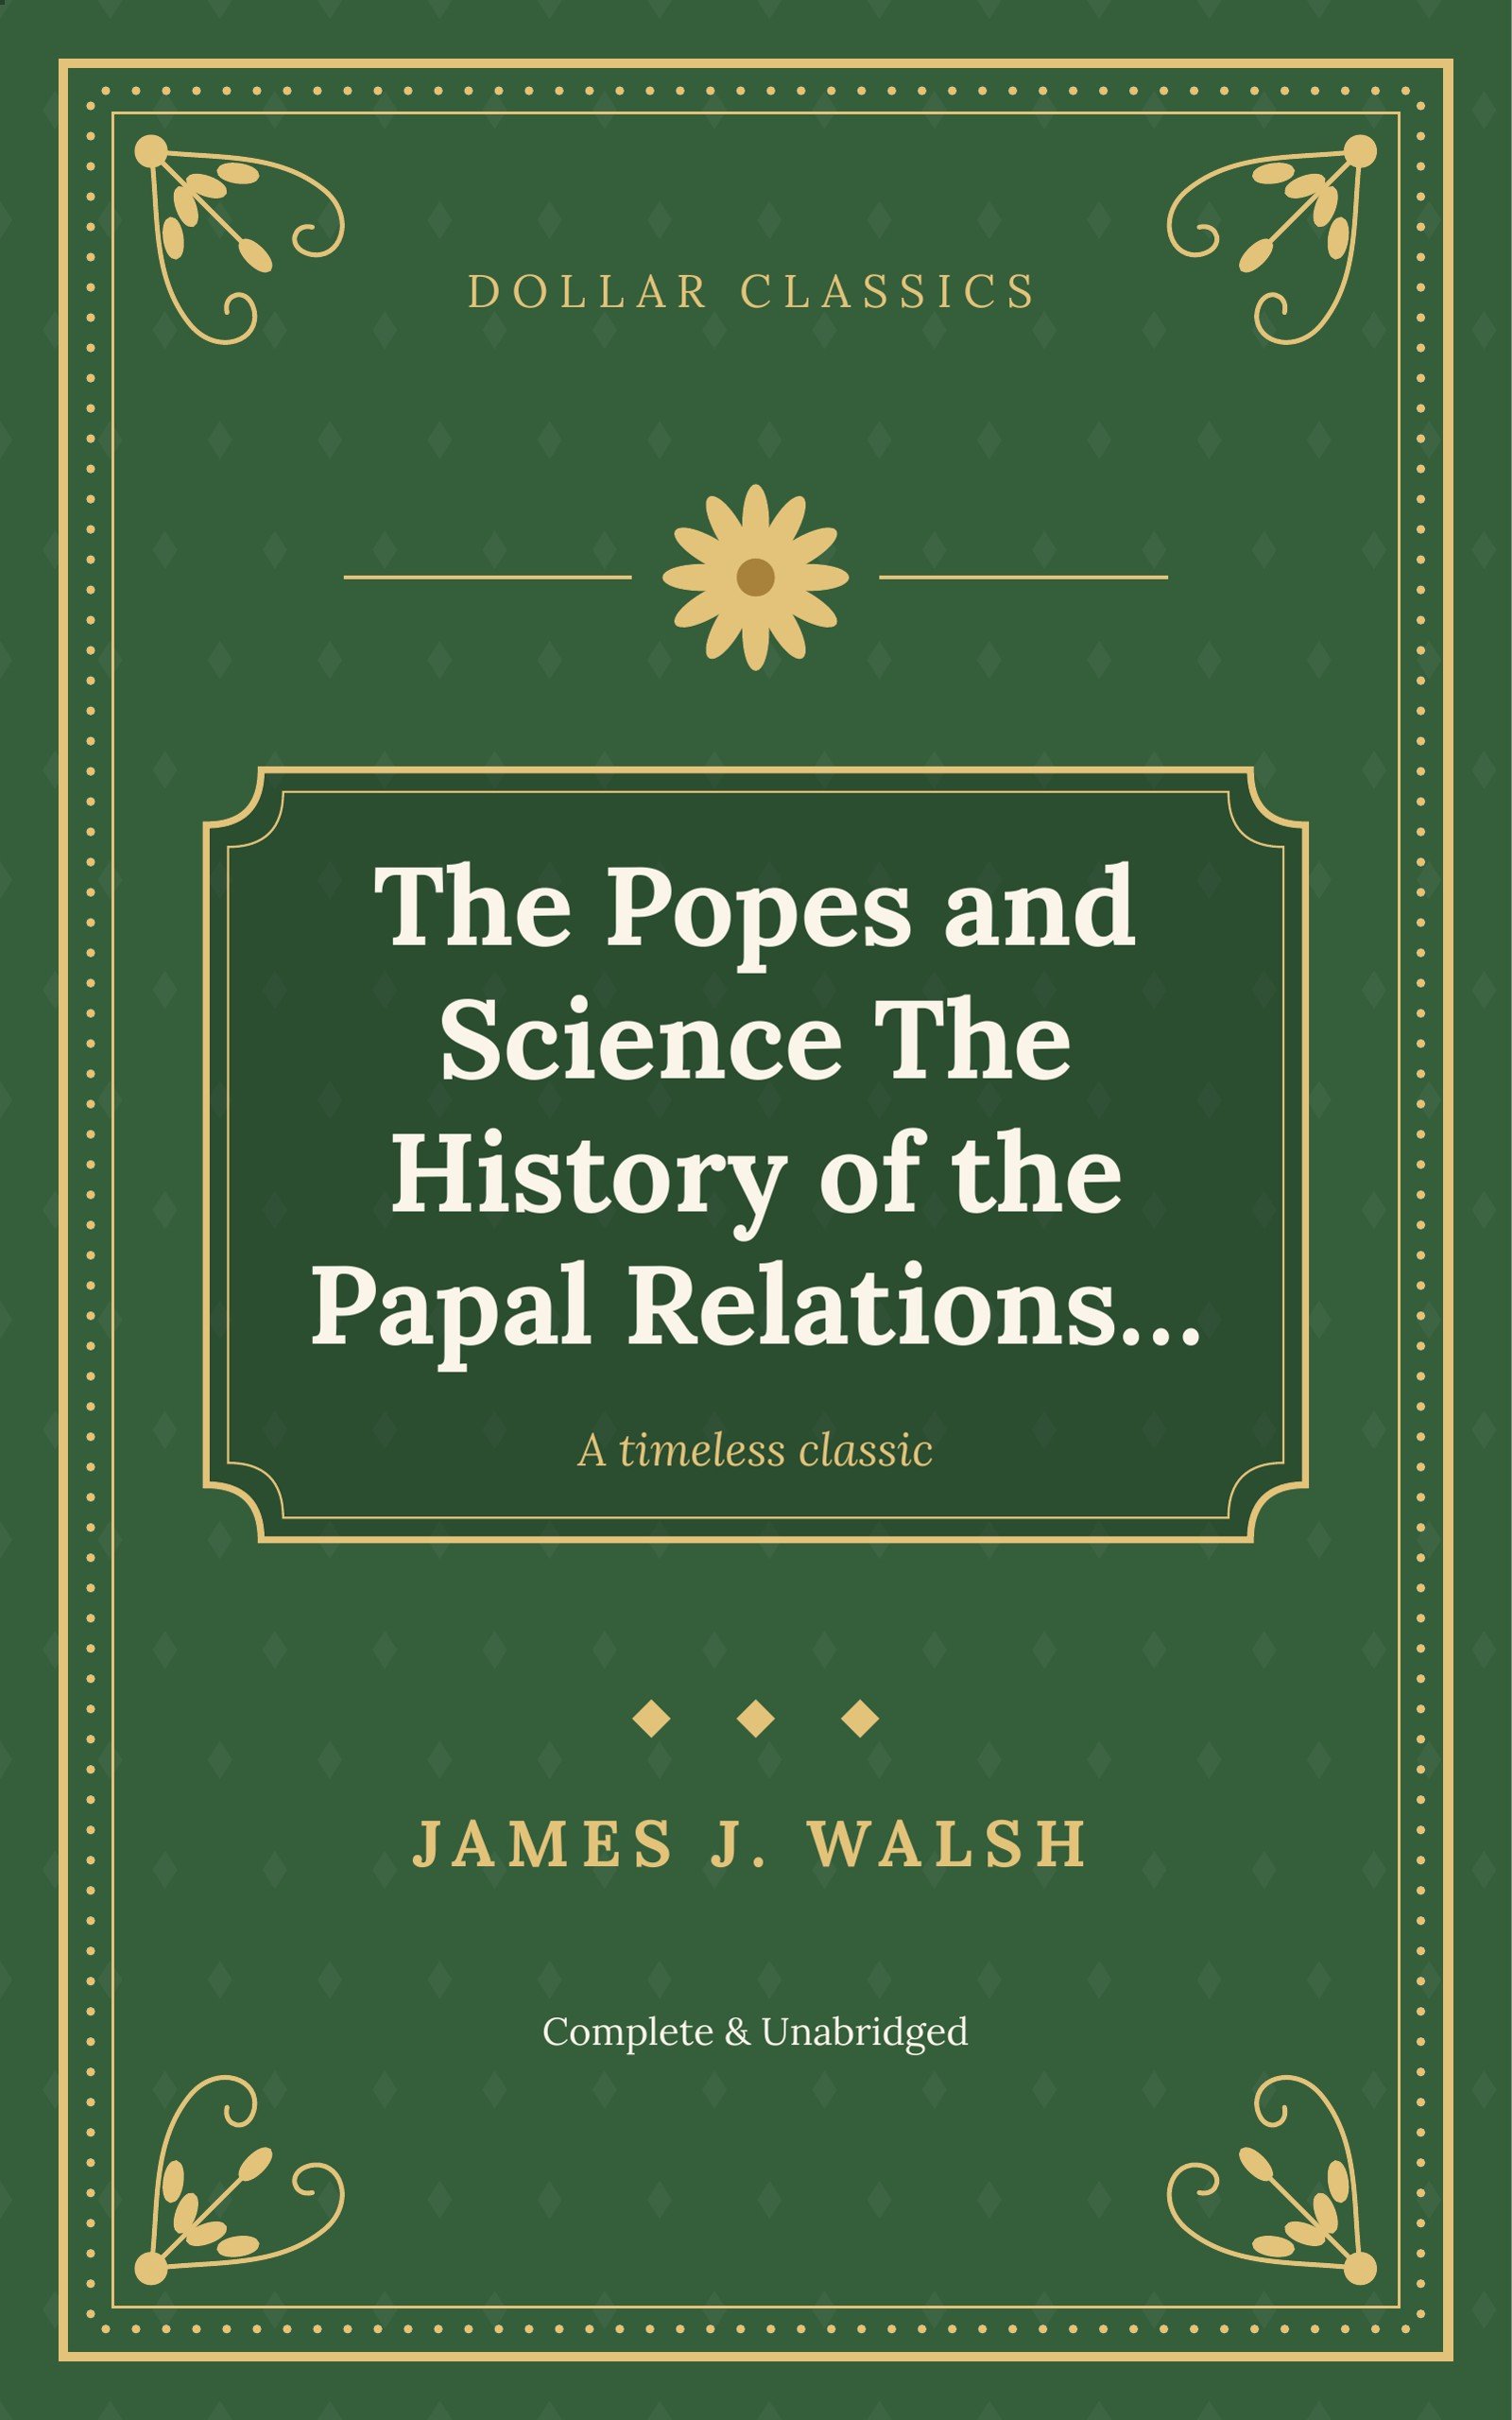 DOLLAR CLASSICS
The Popes and
Science The
History of the
Papal Relations...
A timeless classic
JAMES J. WALSH
Complete & Unabridged